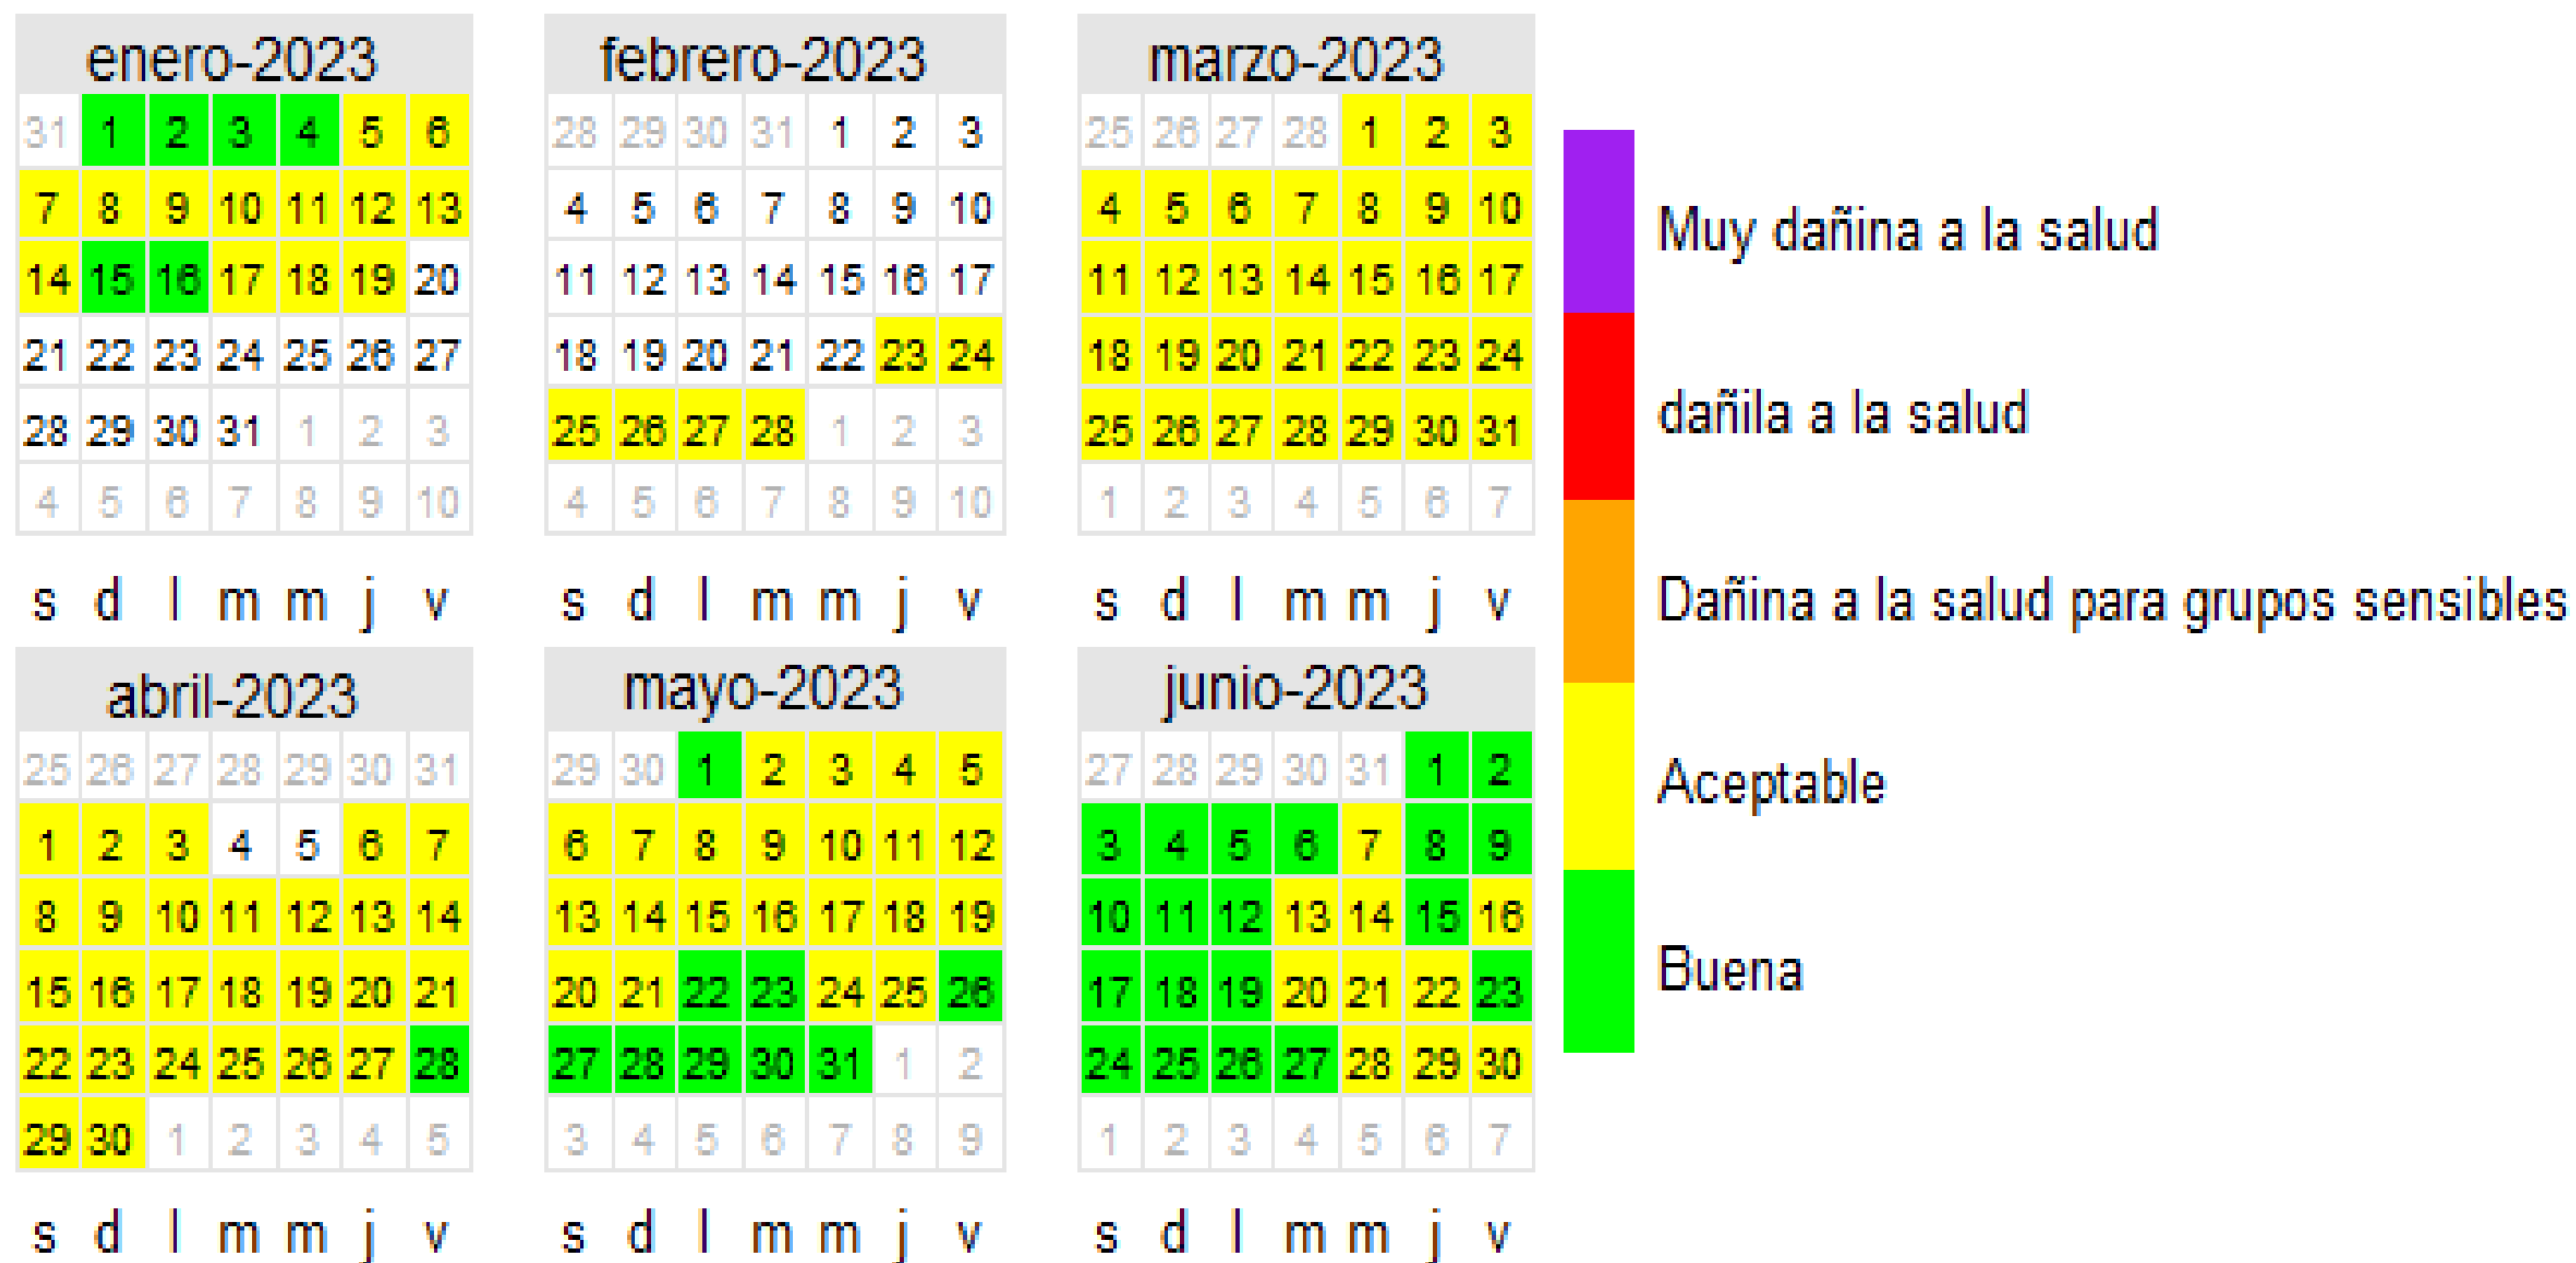 enero-2023
31 1 2 3 4 5 6
7 8 9 10 11 12 13
14 15 16 17 18 19 20
21 22 23 24 25 26 27
28 29 30 31 1 2 3
4 5 6 7 8 9 10
s d l m m j v
febrero-2023
28 29 30 31 1 2 3
4 5 6 7 8 9 10
11 12 13 14 15 16 17
18 19 20 21 22 23 24
25 26 27 28 1 2 3
4 5 6 7 8 9 10
s d l m m j v
marzo-2023
25 26 27 28 1 2 3
4 5 6 7 8 9 10
11 12 13 14 15 16 17
18 19 20 21 22 23 24
25 26 27 28 29 30 31
1 2 3 4 5 6 7
s d l m m j v
abril-2023
25 26 27 28 29 30 31
1 2 3 4 5 6 7
8 9 10 11 12 13 14
15 16 17 18 19 20 21
22 23 24 25 26 27 28
29 30 1 2 3 4 5
s d l m m j v
mayo-2023
29 30 1 2 3 4 5
6 7 8 9 10 11 12
13 14 15 16 17 18 19
20 21 22 23 24 25 26
27 28 29 30 31 1 2
3 4 5 6 7 8 9
s d l m m j v
junio-2023
27 28 29 30 31 1 2
3 4 5 6 7 8 9
10 11 12 13 14 15 16
17 18 19 20 21 22 23
24 25 26 27 28 29 30
1 2 3 4 5 6 7
s d l m m j v
Muy dañina a la salud
dañila a la salud
Dañina a la salud para grupos sensibles
Aceptable
Buena